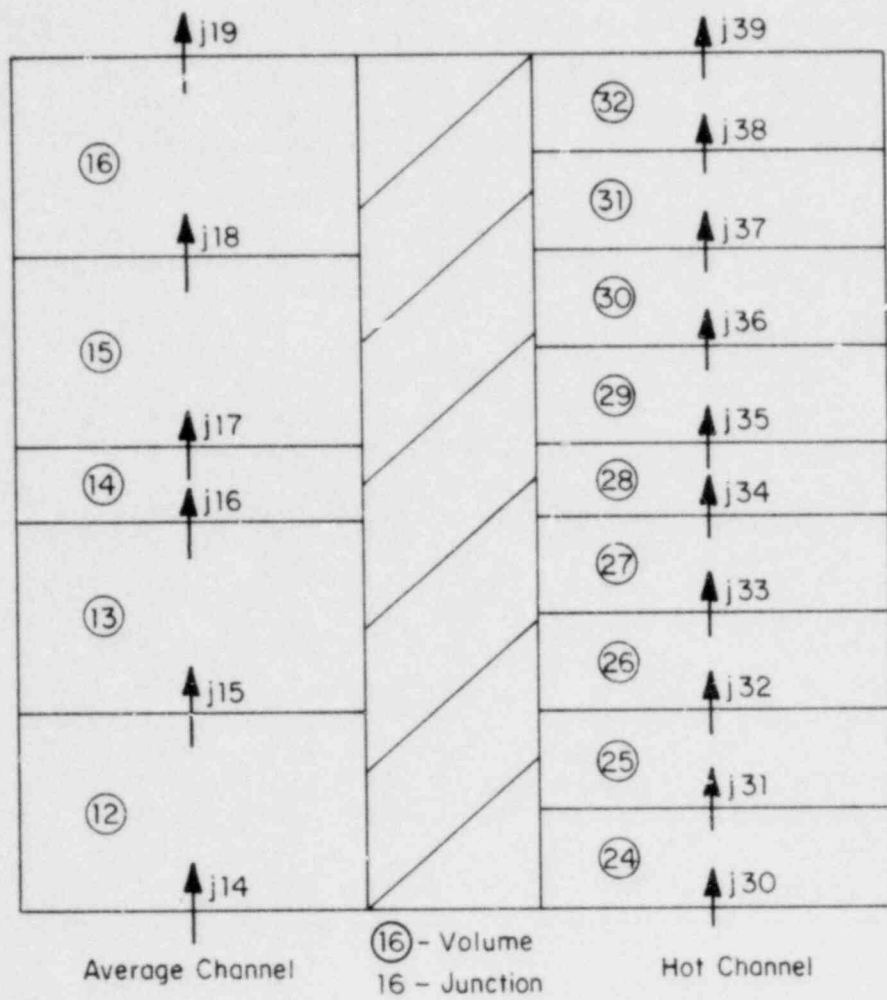 j19
j39
32
j38
16
31
j18
j37
30
j36
15
29
j17
j35
14
28
j16
j34
27
13
j33
26
j15
j32
25
12
j31
24
j14
j30
16 - Volume
Average Channel
16 - Junction
Hot Channel